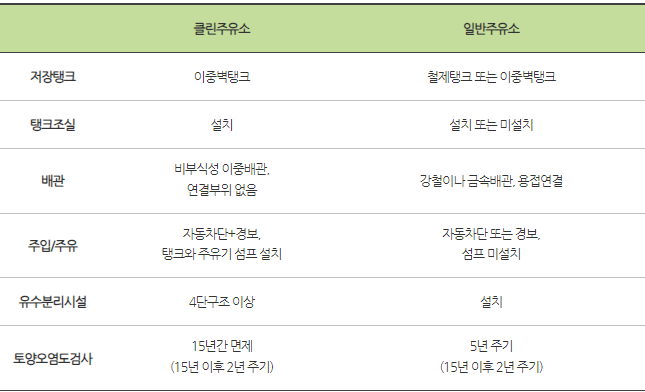 클린주유소 일반주유소
저장탱크 이중벽탱크 철제탱크 또는 이중벽탱크
탱크조실 설치 설치 또는 미설치
배관 비부식성 이중배관, 연결부위 없음 강철이나 금속배관, 용접연결
주입/주유 자동차단+경보, 탱크와 주유기 섬프 설치 자동차단 또는 경보, 섬프 미설치
유수분리시설 4단구조 이상 설치
토양오염도검사 15년간 면제 (15년 이후 2년 주기) 5년 주기 (15년 이후 2년 주기)